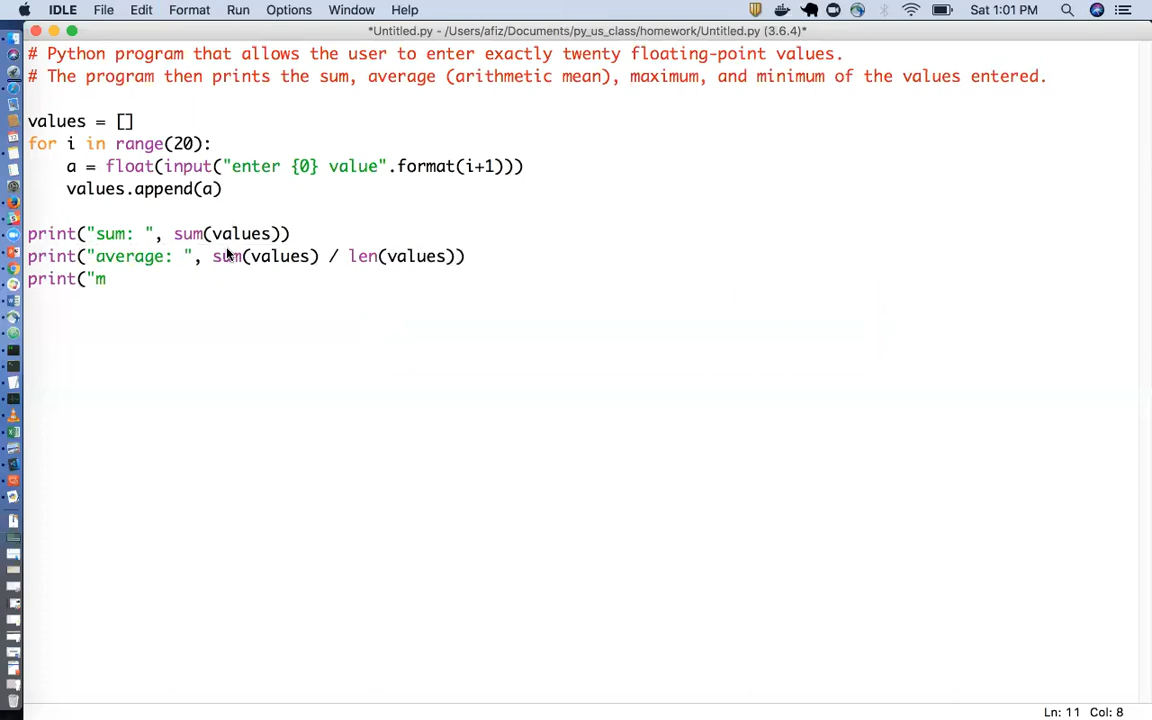 IDLE File Edit Format Run Options Window Help Sat 1:01 PM
*Untitled.py - /Users/afiz/Documents/py_us_class/homework/Untitled.py (3.6.4)*
# Python program that allows the user to enter exactly twenty floating-point values.
# The program then prints the sum, average (arithmetic mean), maximum, and minimum of the values entered.
values = []
for i in range(20):
    a = float(input("enter {0} value".format(i+1)))
    values.append(a)
print("sum: ", sum(values))
print("average: ", sum(values) / len(values))
print("m
Ln: 11 Col: 8